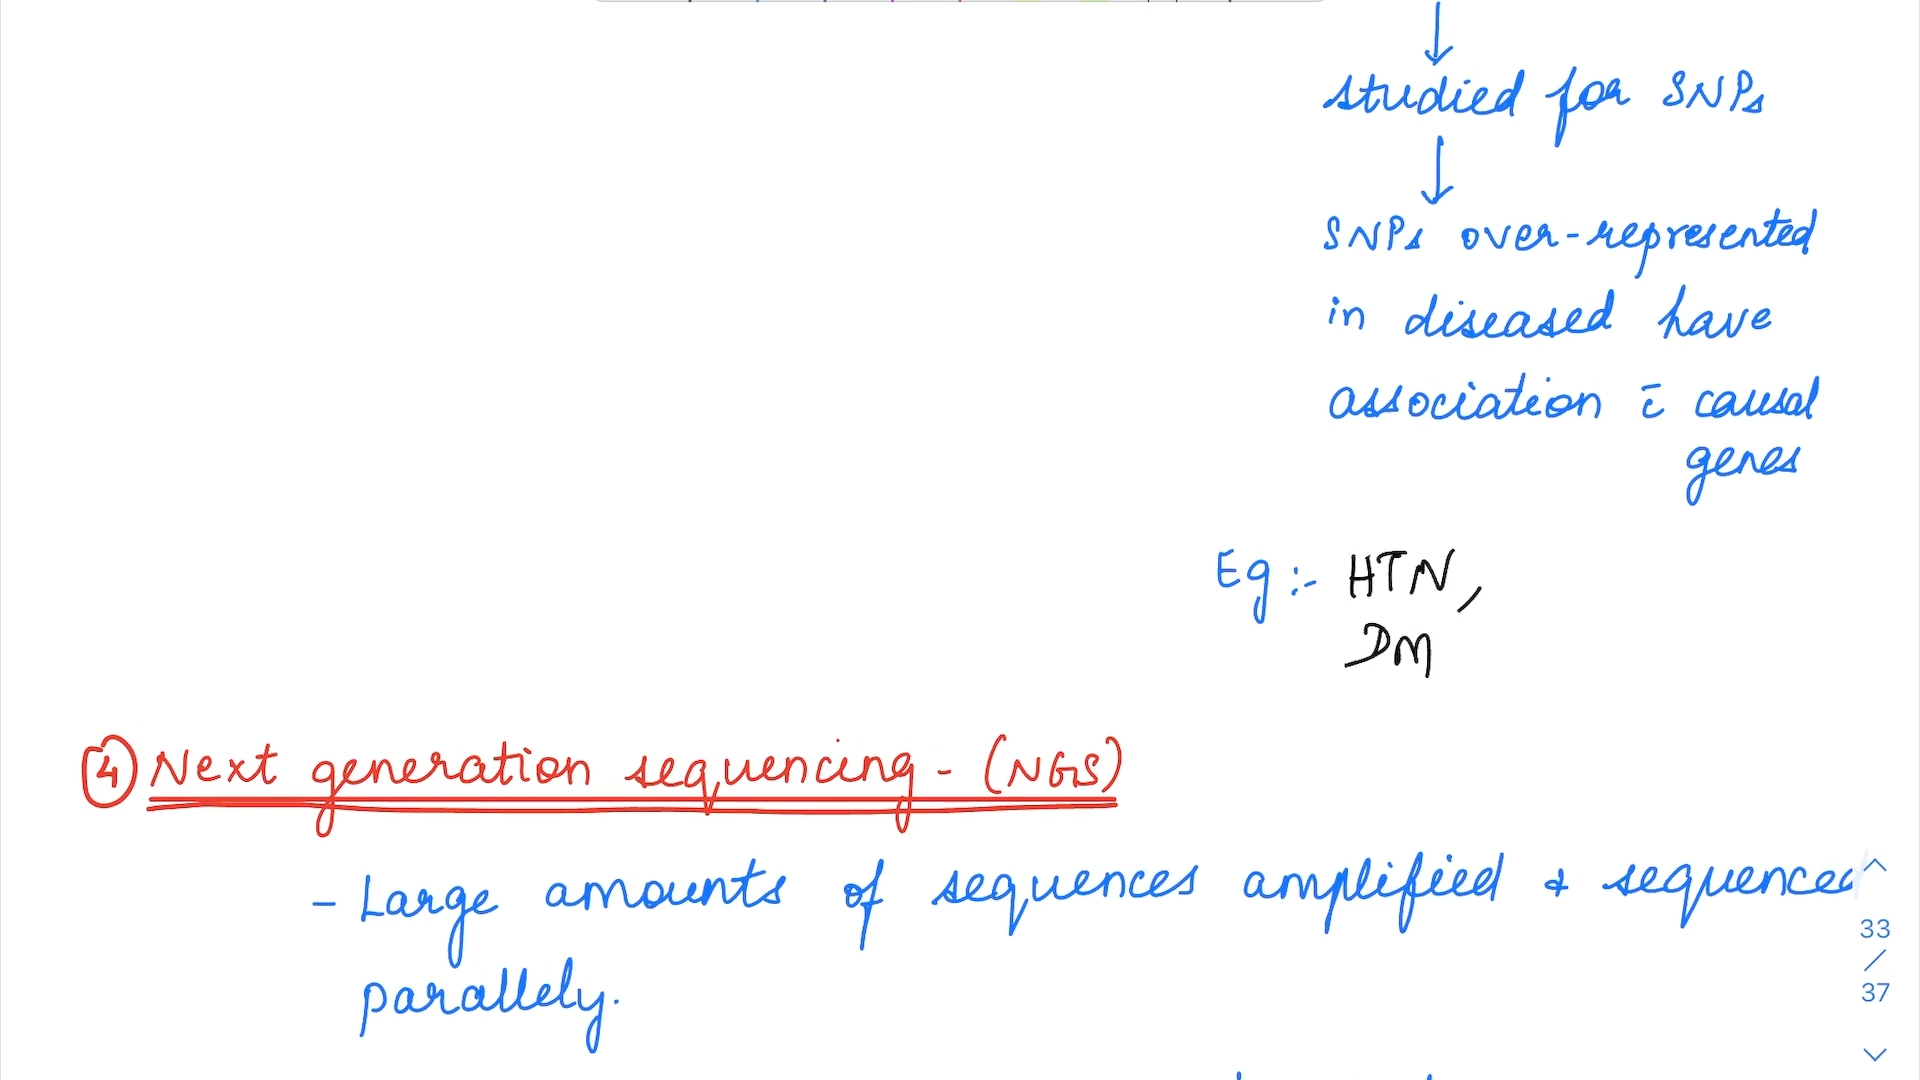 ↓
studied for SNPs
↓
SNPs over-represented
in diseased have
association c̄ causal
genes
Eg :- HTN,
DM
④ Next generation sequencing - (NGS)
- Large amounts of sequences amplified & sequenced
parallely.
33
/
37